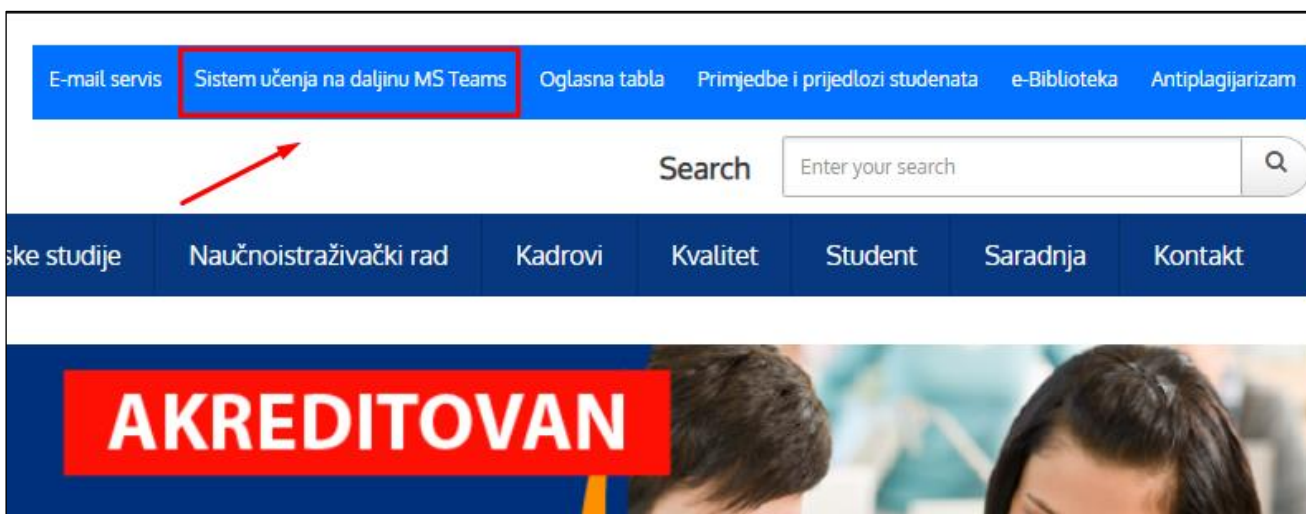 E-mail servis Sistem učenja na daljinu MS Teams Oglasna tabla Primjedbe i prijedlozi studenata e-Biblioteka Antiplagijarizam
Search Enter your search
ske studije Naučnoistraživački rad Kadrovi Kvalitet Student Saradnja Kontakt
AKREDITOVAN